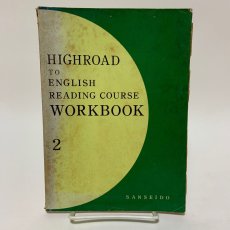 HIGHROAD
TO
ENGLISH
READING COURSE
WORKBOOK
2
SANSEIDO